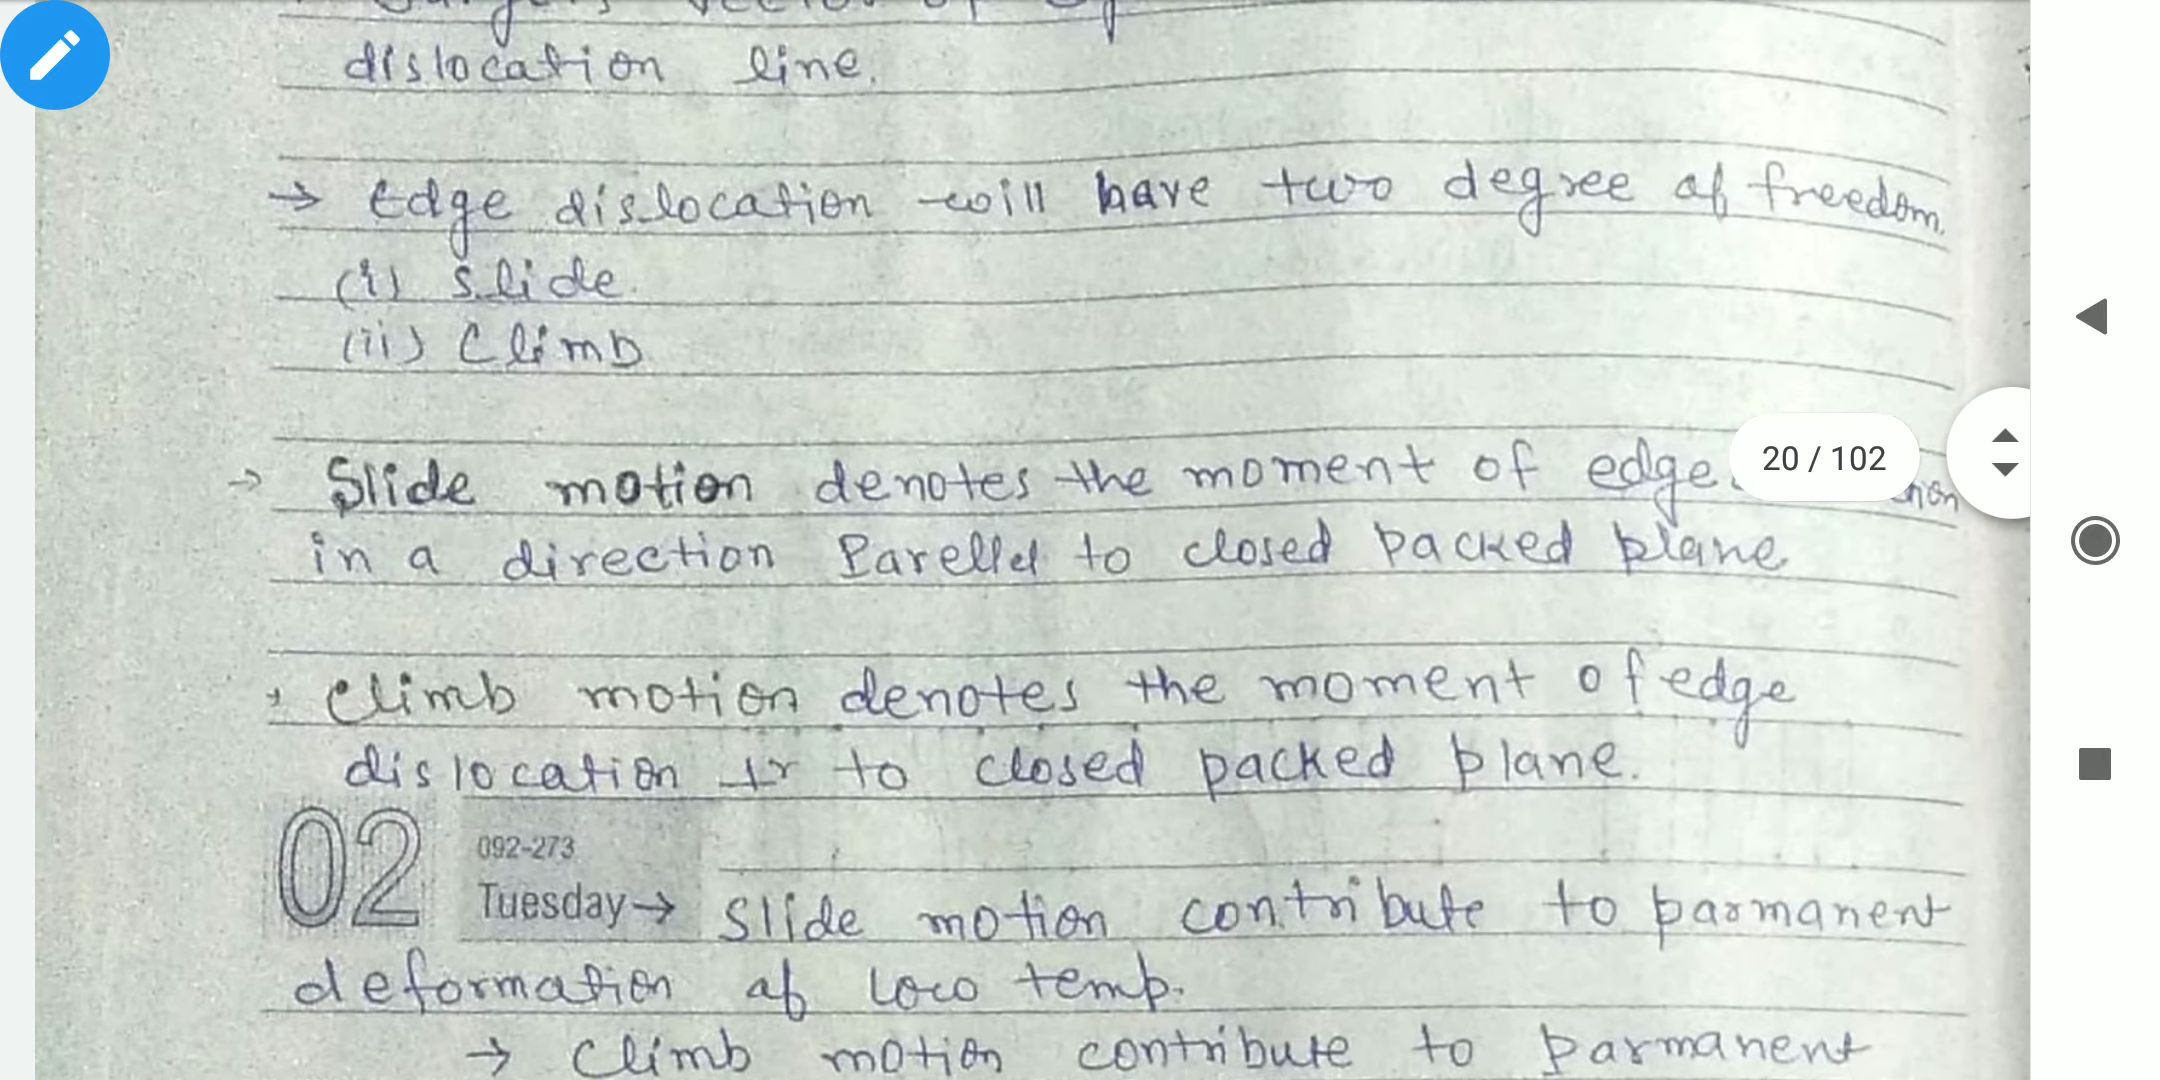 dislocation line.
→ Edge dislocation will have two degree of freedom.
(i) slide
(ii) Climb
→ Slide motion denotes the moment of edge
20 / 102
in a direction Parellel to closed packed plane
→ climb motion denotes the moment of edge
dislocation ⊥r to closed packed plane.
02
092-273
Tuesday → slide motion contribute to parmanent
deformation of low temp.
→ climb motion contribute to parmanent